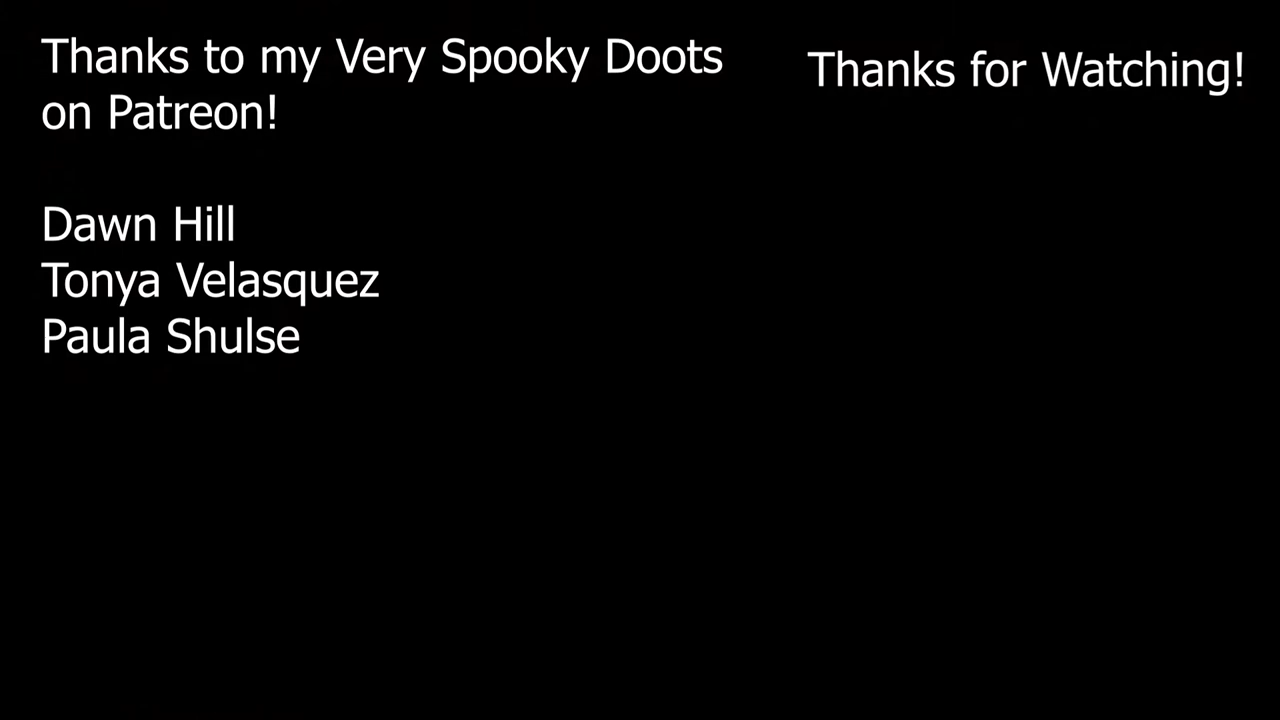 Thanks to my Very Spooky Doots
on Patreon!
Dawn Hill
Tonya Velasquez
Paula Shulse
Thanks for Watching!